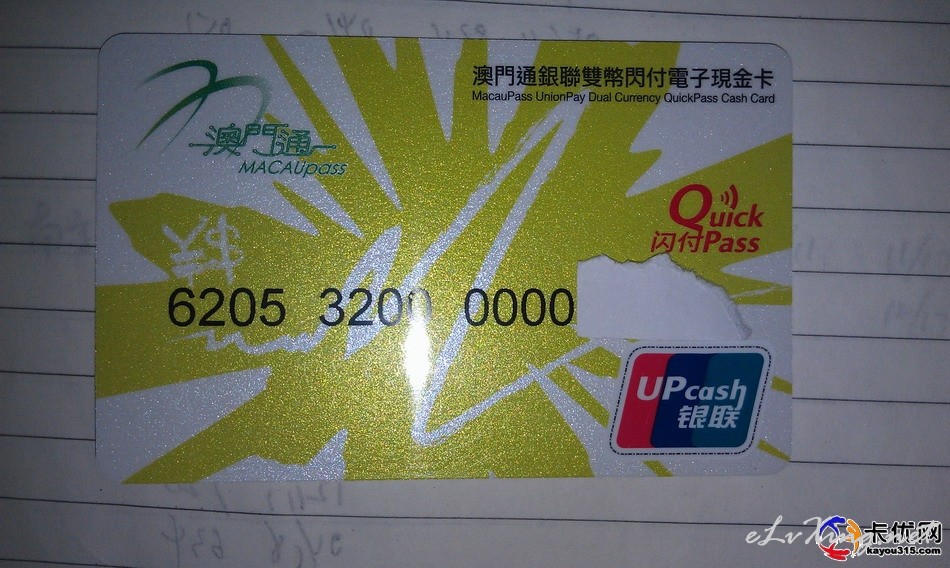 澳門通銀聯雙幣閃付電子現金卡
MacauPass UnionPay Dual Currency QuickPass Cash Card
澳門通
MACAUpass
Quick
闪付Pass
6205 3200 0000
UPcash
银联
卡优网
kayou315.com